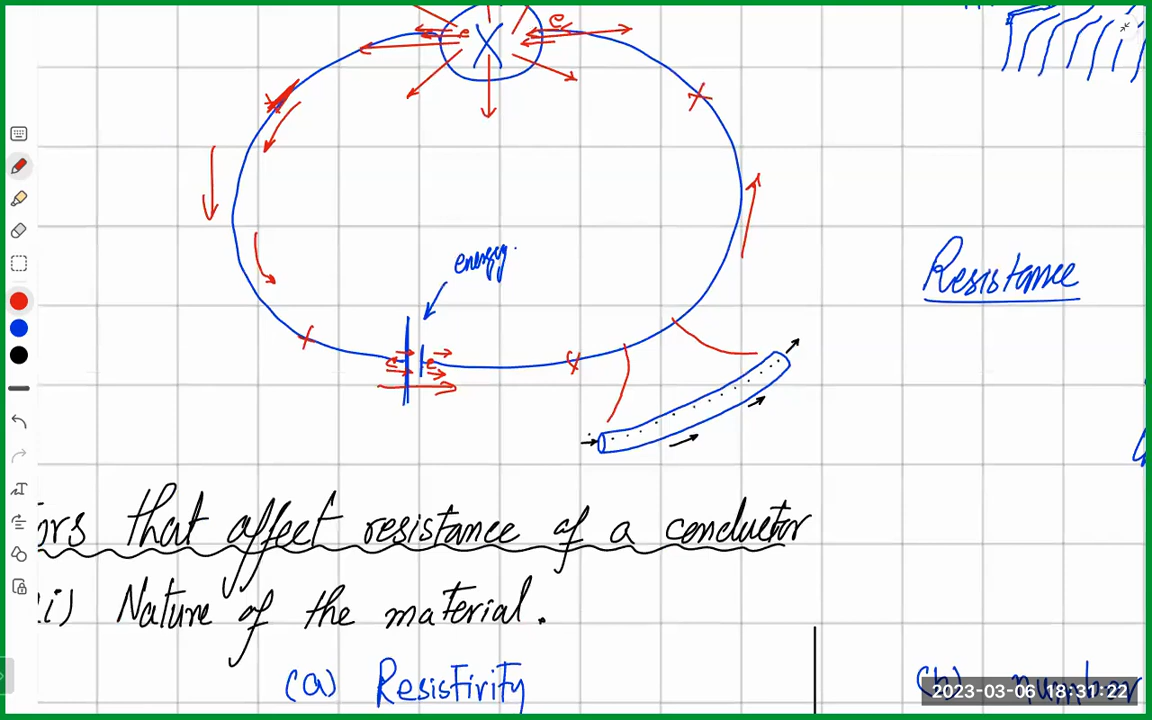 e
e
energy.
Resistance
e
e
ors that affect resistance of a conductor
(i) Nature of the material.
(a) Resistivity
(b) number
2023-03-06 18:31:22